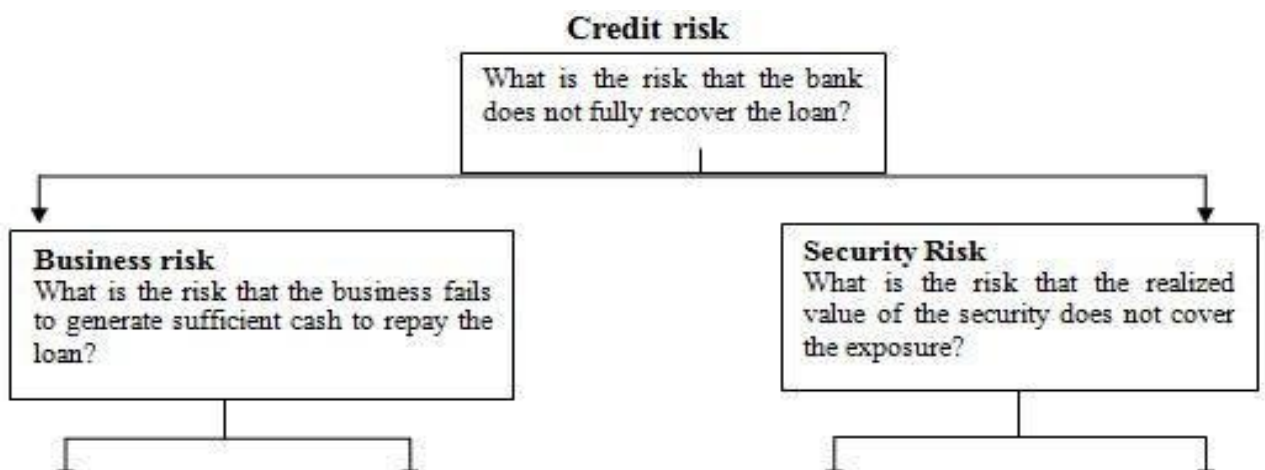 Credit risk
What is the risk that the bank
does not fully recover the loan?
Business risk
What is the risk that the business fails
to generate sufficient cash to repay the
loan?
Security Risk
What is the risk that the realized
value of the security does not cover
the exposure?